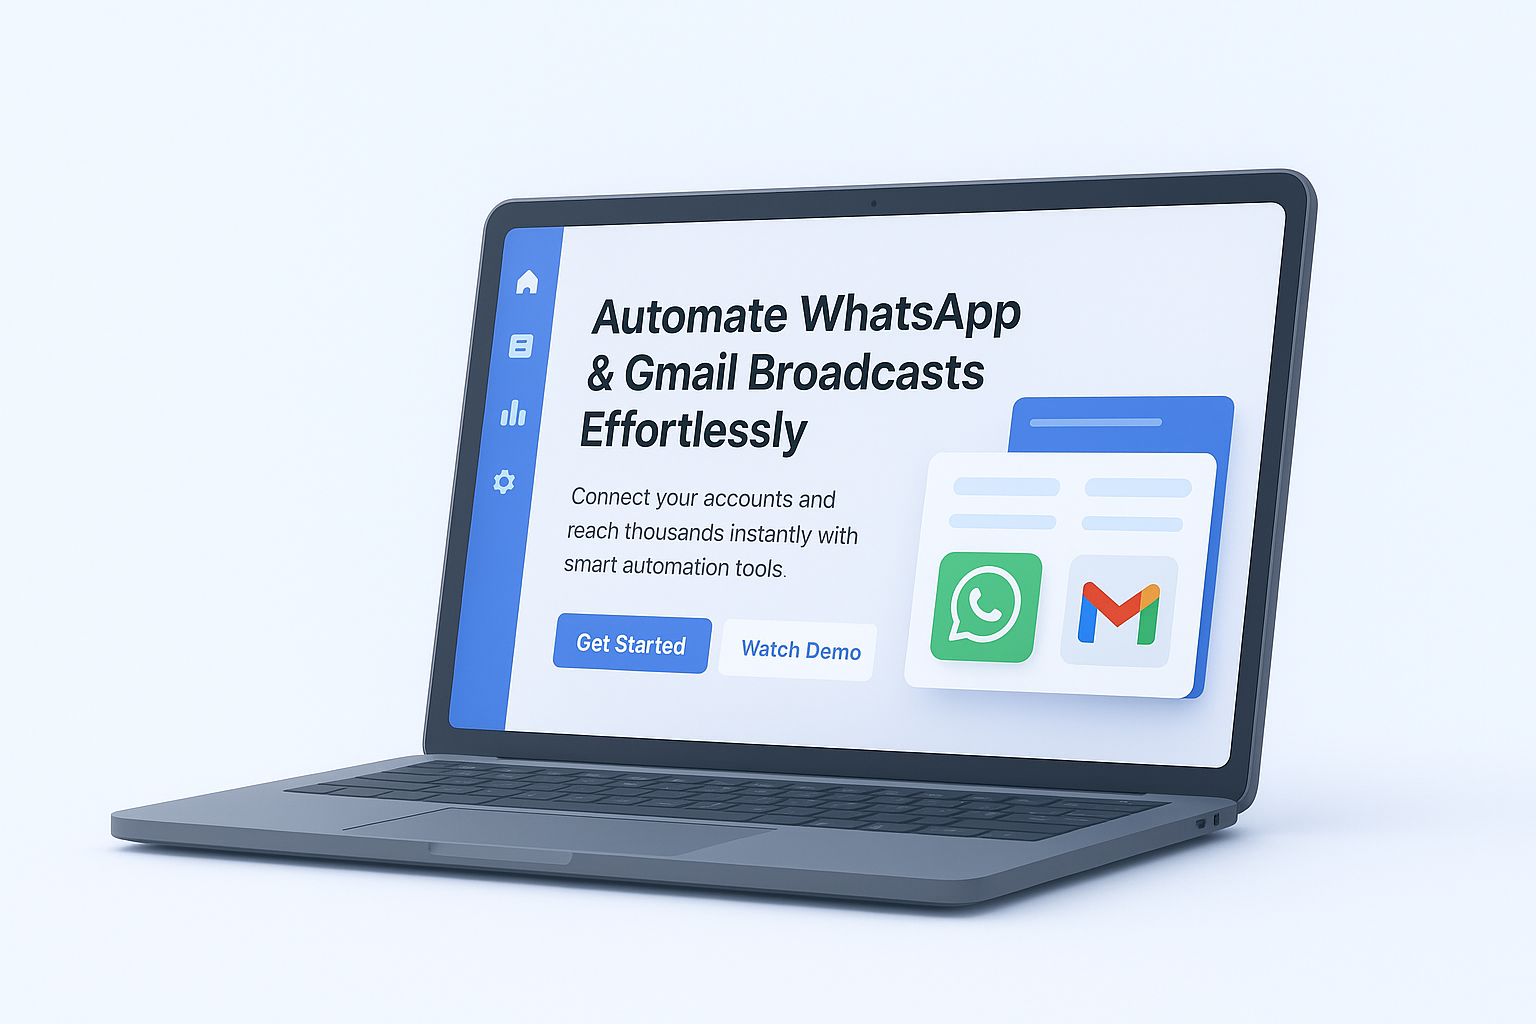 Automate WhatsApp
& Gmail Broadcasts
Effortlessly
Connect your accounts and
reach thousands instantly with
smart automation tools.
Get Started
Watch Demo